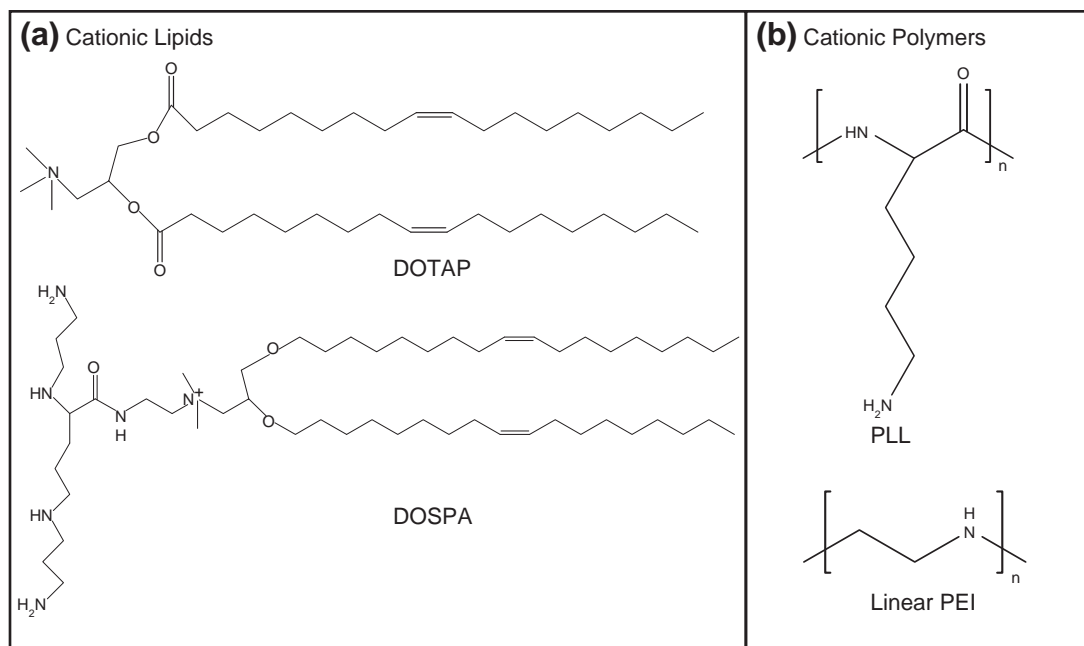 (a) Cationic Lipids
O
O
N
O
O
DOTAP
H2N
O
HN
N
H
N+
O
O
HN
DOSPA
H2N
(b) Cationic Polymers
O
HN
n
H2N
PLL
H
N
n
Linear PEI